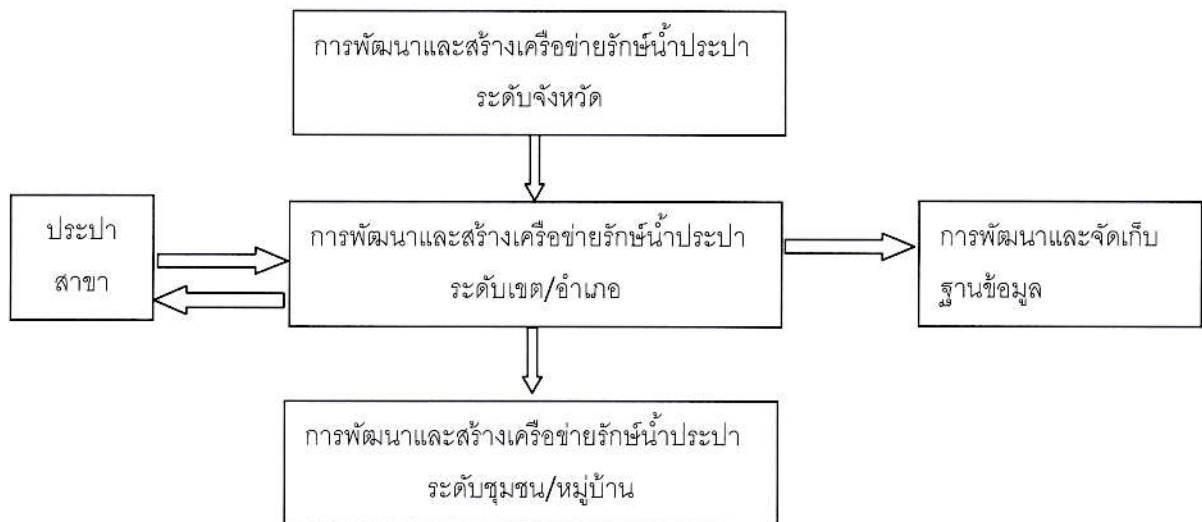 การพัฒนาและสร้างเครือข่ายรักษ์น้ำประปา
ระดับจังหวัด
ประปา
สาขา
การพัฒนาและสร้างเครือข่ายรักษ์น้ำประปา
ระดับเขต/อำเภอ
การพัฒนาและจัดเก็บ
ฐานข้อมูล
การพัฒนาและสร้างเครือข่ายรักษ์น้ำประปา
ระดับชุมชน/หมู่บ้าน